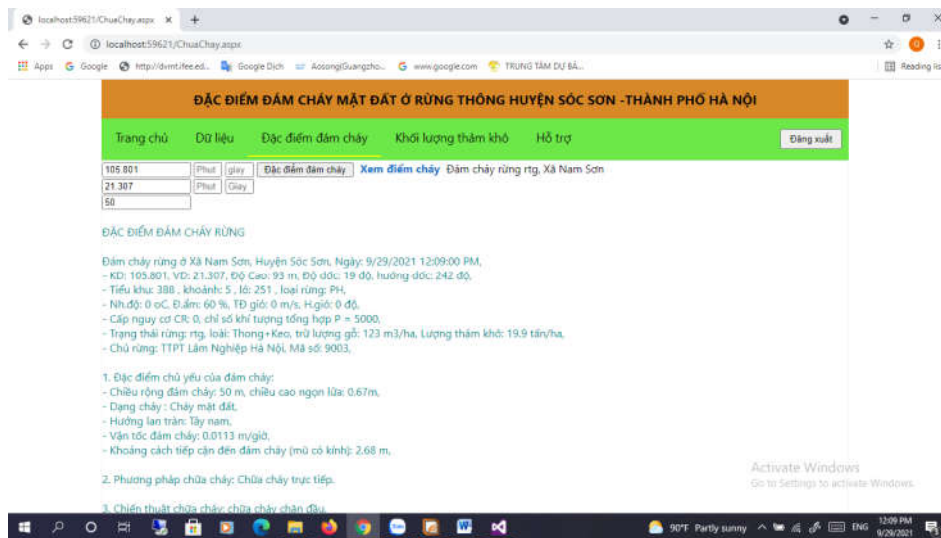 localhost:59621/ChuaChay.aspx
localhost:59621/ChuaChay.aspx
Apps Google http://dvmt.ifee.ed... Google Dich AosongiGuangzho... www.google.com TRUNG TÂM DỰ BÁ... Reading lis
ĐẶC ĐIỂM ĐÁM CHÁY MẶT ĐẤT Ở RỪNG THÔNG HUYỆN SÓC SƠN -THÀNH PHỐ HÀ NỘI
Trang chủ Dữ liệu Đặc điểm đám cháy Khối lượng thảm khô Hỗ trợ Đăng xuất
105.801 Phut giay Đặc điểm đám cháy Xem điểm cháy Đám cháy rừng rtg, Xã Nam Sơn
21.307 Phut Giay
50
ĐẶC ĐIỂM ĐÁM CHÁY RỪNG
Đám cháy rừng ở Xã Nam Sơn, Huyện Sóc Sơn, Ngày: 9/29/2021 12:09:00 PM,
- KD: 105.801, VD: 21.307, Độ Cao: 93 m, Độ dốc: 19 độ, hướng dốc: 242 độ,
- Tiểu khu: 388 , khoảnh: 5 , lô: 251 , loại rừng: PH,
- Nh.độ: 0 oC, Đ.ẩm: 60 %, TĐ gió: 0 m/s, H.gió: 0 độ,
- Cấp nguy cơ CR: 0, chỉ số khí tượng tổng hợp P = 5000,
- Trạng thái rừng: rtg, loài: Thong+Keo, trữ lượng gỗ: 123 m3/ha, Lượng thảm khô: 19.9 tấn/ha,
- Chủ rừng: TTPT Lâm Nghiệp Hà Nội, Mã số: 9003,
1. Đặc điểm chủ yếu của đám cháy:
- Chiều rộng đám cháy: 50 m, chiều cao ngọn lửa: 0.67m,
- Dạng cháy : Cháy mặt đất,
- Hướng lan tràn: Tây nam,
- Vận tốc đám cháy: 0.0113 m/giờ,
- Khoảng cách tiếp cận đến đám cháy (mũ có kính): 2.68 m,
2. Phương pháp chữa cháy: Chữa cháy trực tiếp.
3. Chiến thuật chữa cháy: chữa cháy chặn đầu.
Activate Windows
Go to Settings to activate Windows.
90°F Partly sunny ENG 12:09 PM
9/29/2021